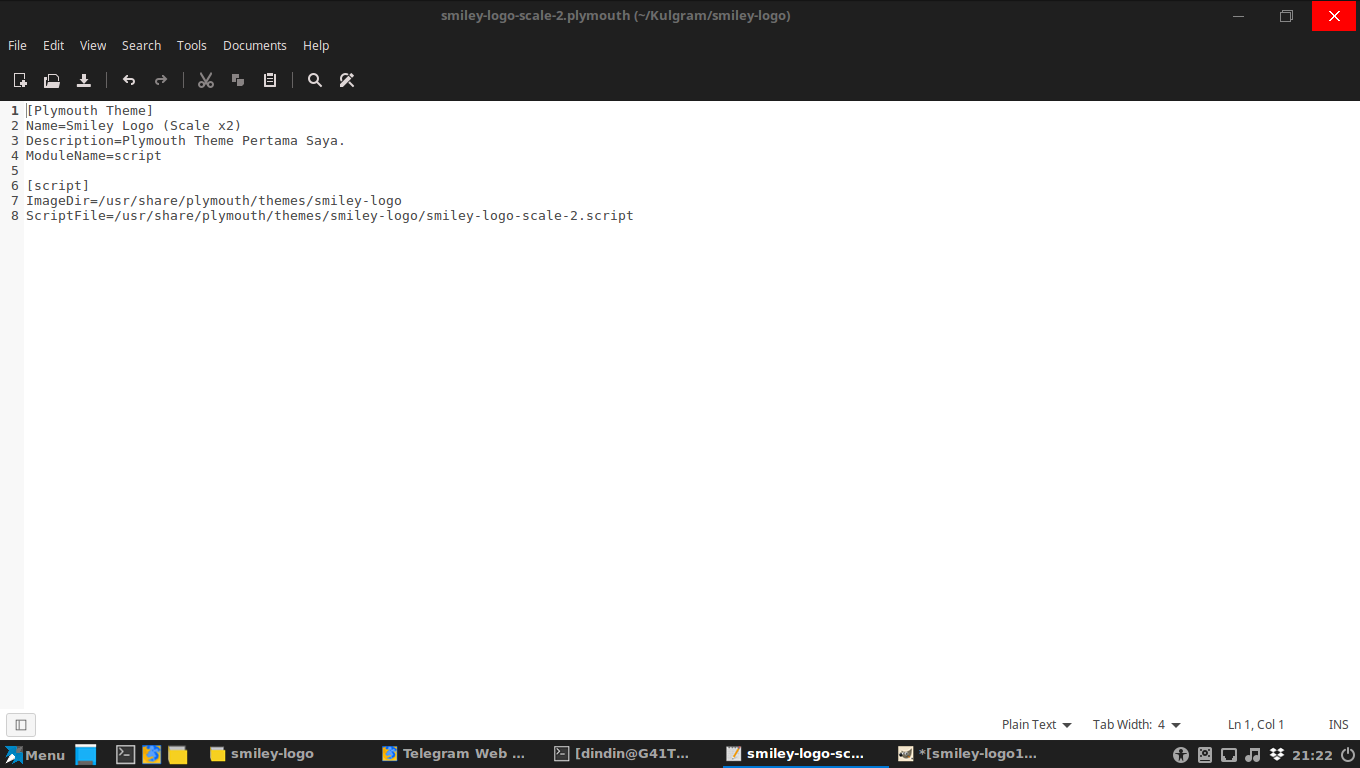 smiley-logo-scale-2.plymouth (~/Kulgram/smiley-logo)
File Edit View Search Tools Documents Help
1 [Plymouth Theme]
2 Name=Smiley Logo (Scale x2)
3 Description=Plymouth Theme Pertama Saya.
4 ModuleName=script
5
6 [script]
7 ImageDir=/usr/share/plymouth/themes/smiley-logo
8 ScriptFile=/usr/share/plymouth/themes/smiley-logo/smiley-logo-scale-2.script
Plain Text Tab Width: 4 Ln 1, Col 1 INS
Menu smiley-logo Telegram Web ... [dindin@G41T... smiley-logo-sc... *[smiley-logo1... 21:22